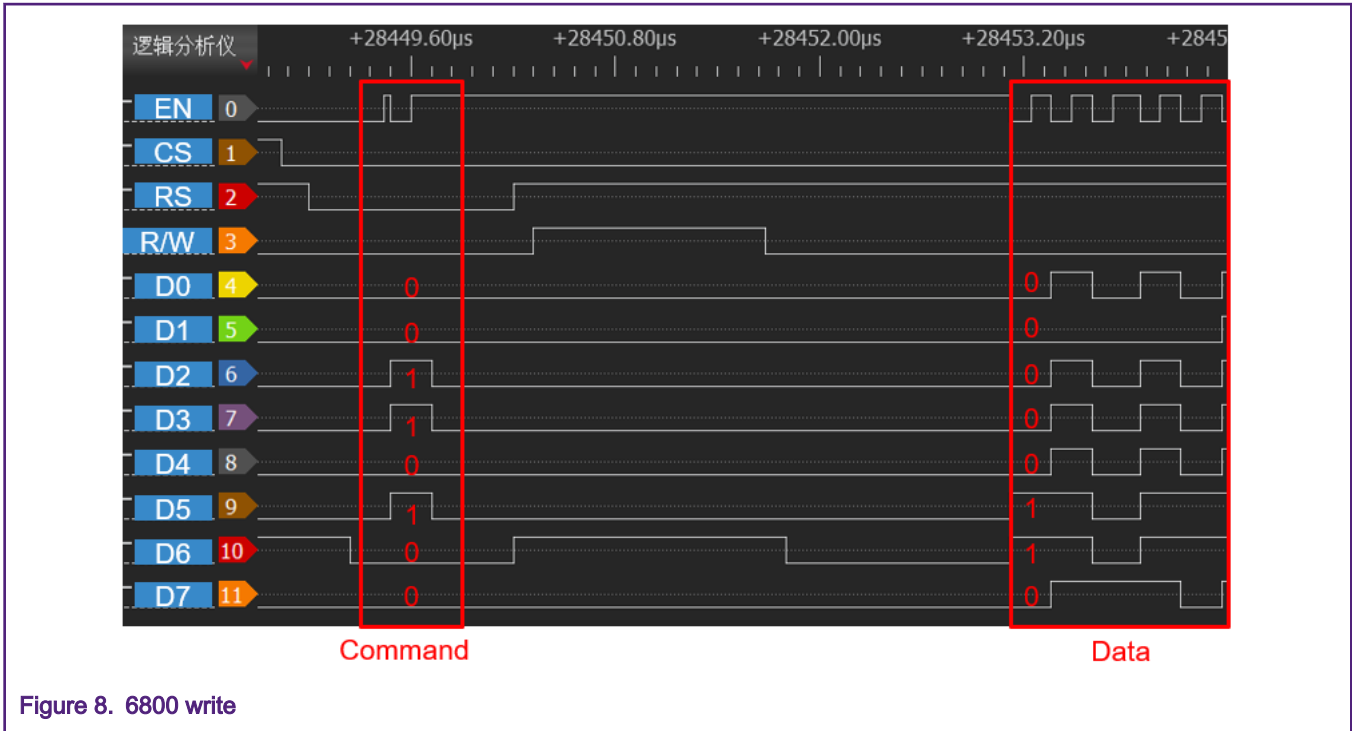 逻辑分析仪 +28449.60μs +28450.80μs +28452.00μs +28453.20μs +2845
EN 0
CS 1
RS 2
R/W 3
D0 4 0 0
D1 5 0 0
D2 6 1 0
D3 7 1 0
D4 8 0 0
D5 9 1 1
D6 10 0 1
D7 11 0 0
Command Data
Figure 8. 6800 write